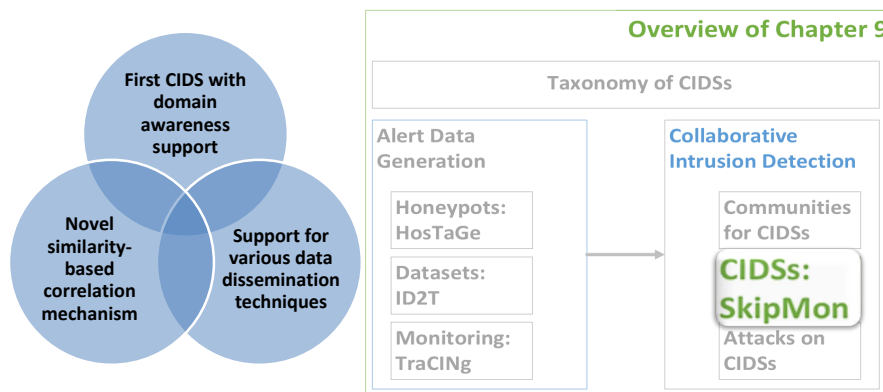 First CIDS with
domain
awareness
support
Novel
similarity-
based
correlation
mechanism
Support for
various data
dissemination
techniques
Overview of Chapter 9
Taxonomy of CIDSs
Alert Data
Generation
Honeypots:
HosTaGe
Datasets:
ID2T
Monitoring:
TraCINg
Collaborative
Intrusion Detection
Communities
for CIDSs
CIDSs:
SkipMon
Attacks on
CIDSs